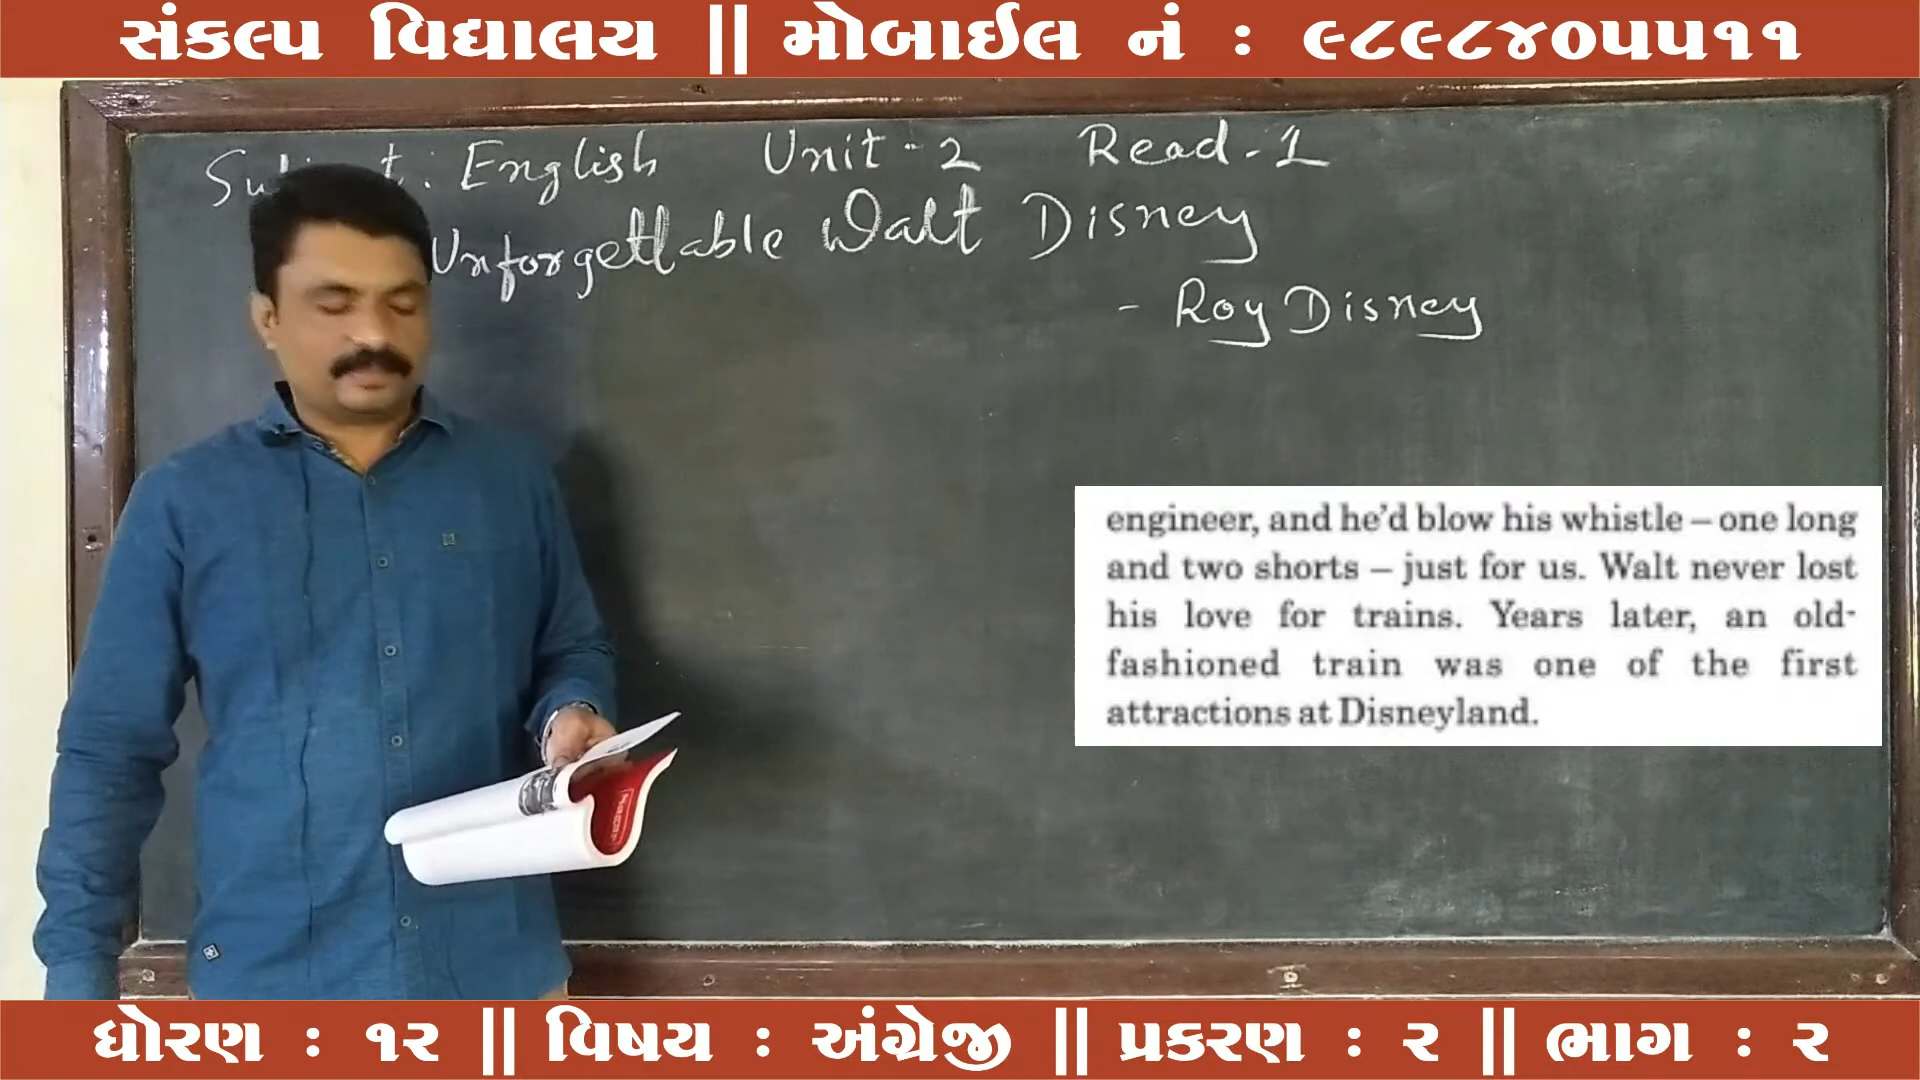 સંકલ્પ વિદ્યાલય || મોબાઈલ નં : ૯૮૯૮૪૦૫૫૧૧
English Unit - 2 Read - 1
Unforgettable Walt Disney
- Roy Disney
engineer, and he'd blow his whistle – one long
and two shorts – just for us. Walt never lost
his love for trains. Years later, an old-
fashioned train was one of the first
attractions at Disneyland.
ધોરણ : ૧૨ || વિષય : અંગ્રેજી || પ્રકરણ : ૨ || ભાગ : ૨